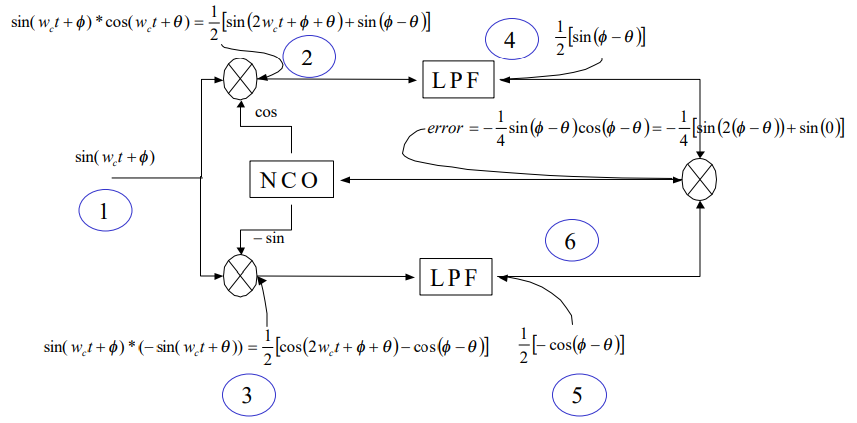 sin( w_c t + ϕ) * cos(w_c t + θ) = 1/2 [sin(2w_c t + ϕ + θ) + sin(ϕ − θ)]
2
4
1/2 [sin(ϕ − θ)]
LPF
cos
error = − 1/4 sin(ϕ − θ)cos(ϕ − θ) = − 1/4 [sin(2(ϕ − θ)) + sin(0)]
sin( w_c t + ϕ)
NCO
1
− sin
6
LPF
sin( w_c t + ϕ) * (− sin( w_c t + θ)) = 1/2 [cos(2w_c t + ϕ + θ) − cos(ϕ − θ)]
1/2 [− cos(ϕ − θ)]
3
5